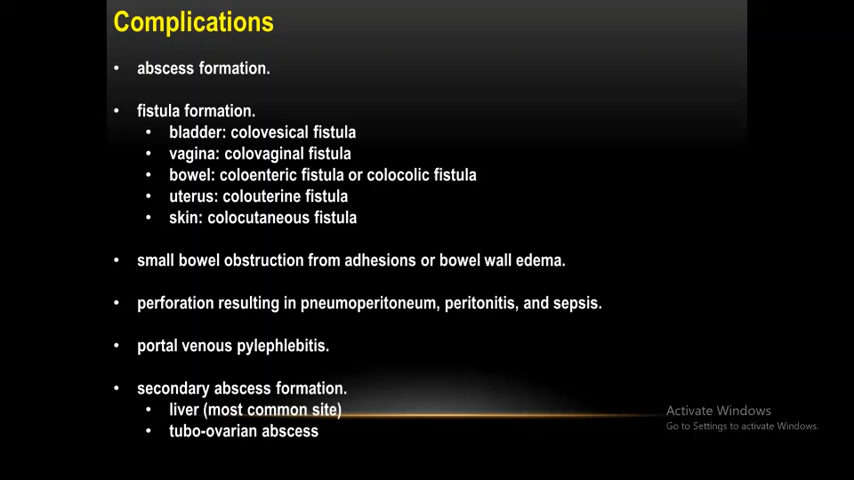 Complications
• abscess formation.
• fistula formation.
• bladder: colovesical fistula
• vagina: colovaginal fistula
• bowel: coloenteric fistula or colocolic fistula
• uterus: colouterine fistula
• skin: colocutaneous fistula
• small bowel obstruction from adhesions or bowel wall edema.
• perforation resulting in pneumoperitoneum, peritonitis, and sepsis.
• portal venous pylephlebitis.
• secondary abscess formation.
• liver (most common site)
• tubo-ovarian abscess
Activate Windows
Go to Settings to activate Windows.